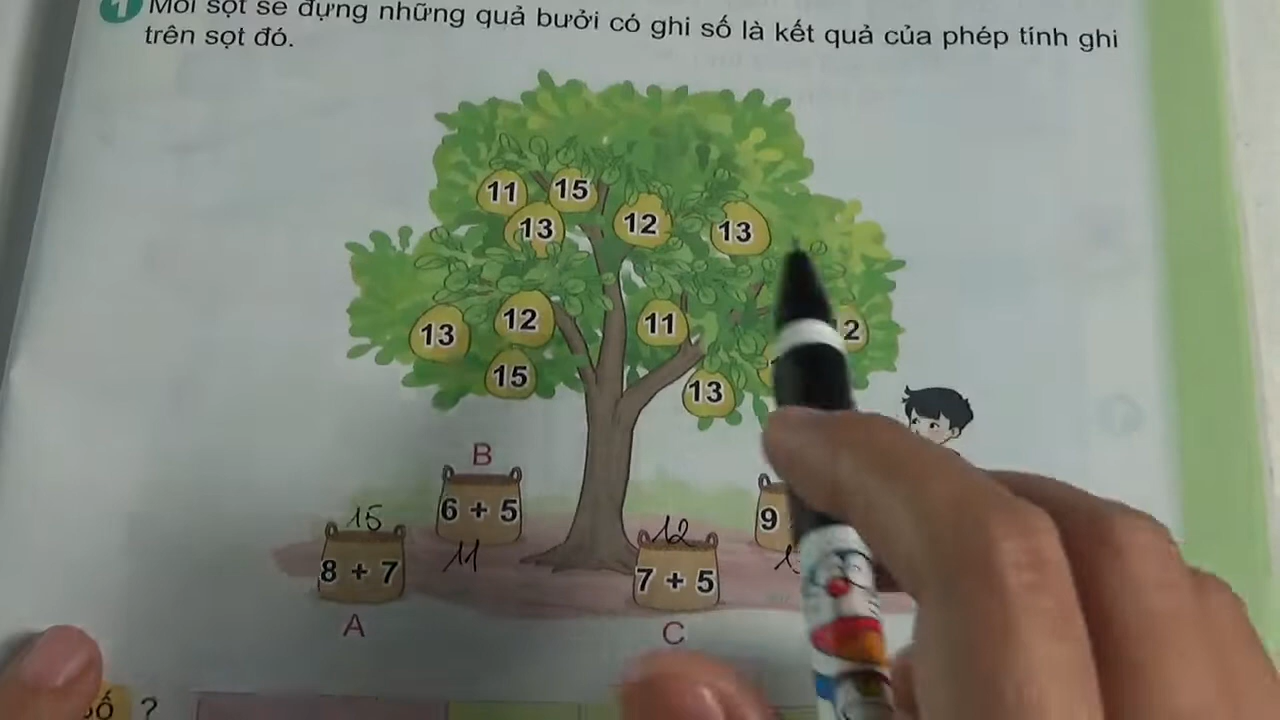 1 Mỗi sọt sẽ đựng những quả bưởi có ghi số là kết quả của phép tính ghi
trên sọt đó.
11 15
13 12 13
13 12 11
15 13
B
6 + 5
11
15
8 + 7
A
12
7 + 5
C
9
?